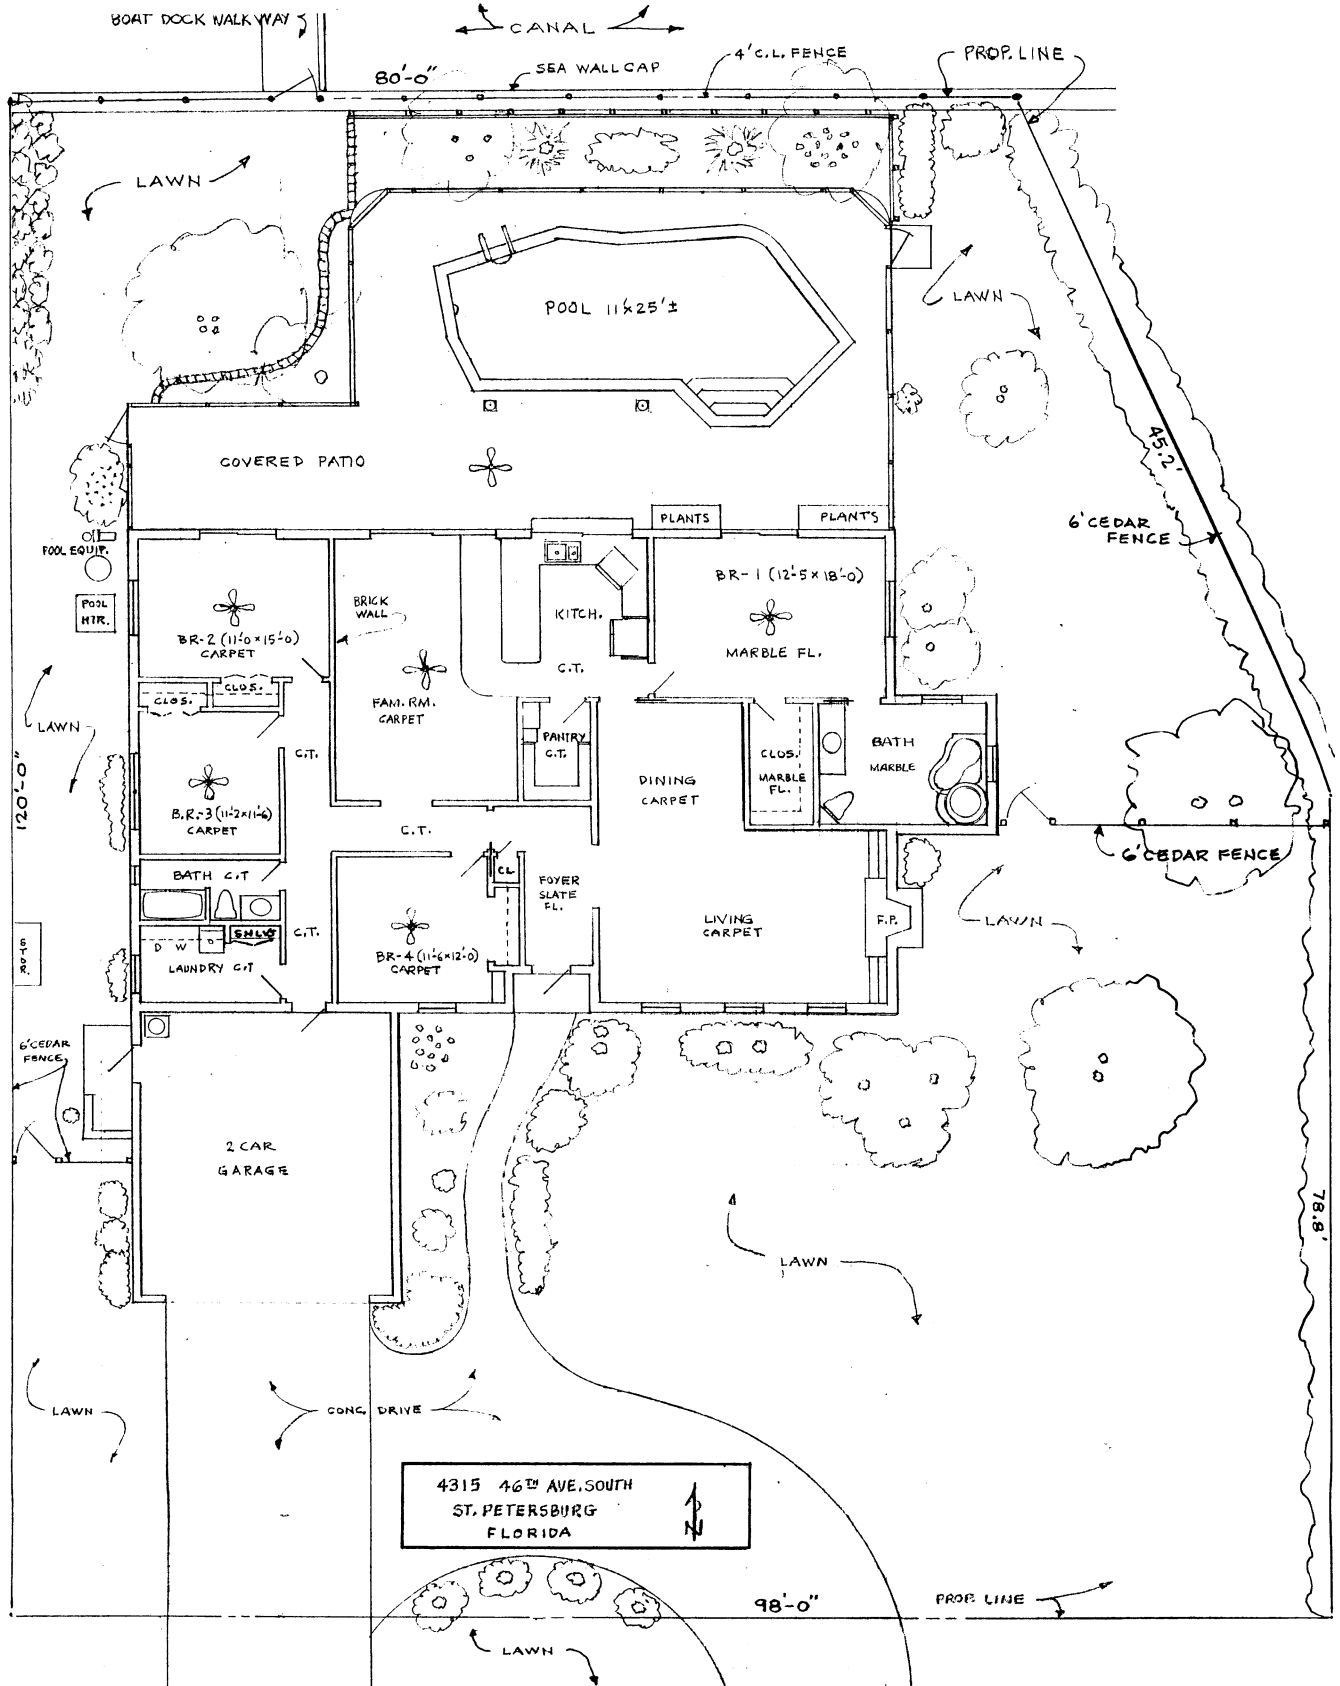 BOAT DOCK WALKWAY
CANAL
80'-0"
SEA WALL CAP
4' C.L. FENCE
PROP. LINE
LAWN
POOL 11'x25'±
LAWN
45.2'
COVERED PATIO
PLANTS
PLANTS
6' CEDAR
FENCE
POOL EQUIP.
POOL
HTR.
BR-2 (11'-0 x 15'-0)
CARPET
BRICK
WALL
KITCH.
C.T.
BR-1 (12'-5 x 18'-0)
MARBLE FL.
CLOS.
CLOS.
FAM. RM.
CARPET
LAWN
C.T.
PANTRY
C.T.
DINING
CARPET
CLOS.
MARBLE
FL.
BATH
MARBLE
120'-0"
B.R.-3 (11'-2 x 11'-6)
CARPET
C.T.
6' CEDAR FENCE
BATH C.T
CL
FOYER
SLATE
FL.
LIVING
CARPET
F.P.
LAWN
SHLVS
C.T.
D W
LAUNDRY C.T
BR-4 (11'-6 x 12'-0)
CARPET
STOR.
6' CEDAR
FENCE
2 CAR
GARAGE
78.8'
LAWN
LAWN
CONC. DRIVE
4315 46TH AVE. SOUTH
ST. PETERSBURG
FLORIDA
N
98'-0"
PROP. LINE
LAWN